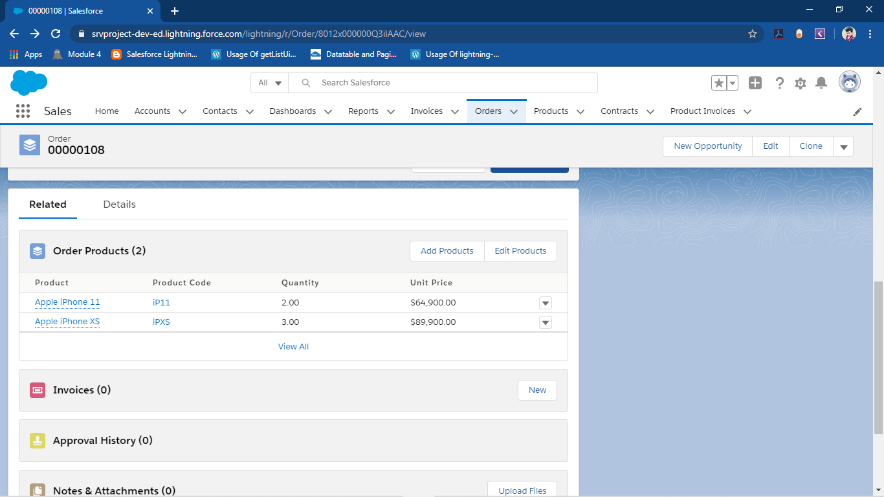 00000108 | Salesforce
srvproject-dev-ed.lightning.force.com/lightning/r/Order/8012x000000Q3iIAAC/view
Apps Module 4 Salesforce Lightnin... Usage Of getListUi... Datatable and Pagi... Usage Of lightning-...
All Search Salesforce
Sales Home Accounts Contacts Dashboards Reports Invoices Orders Products Contracts Product Invoices
Order
00000108
New Opportunity Edit Clone
Related Details
Order Products (2) Add Products Edit Products
Product Product Code Quantity Unit Price
Apple iPhone 11 iP11 2.00 $64,900.00
Apple iPhone XS iPXS 3.00 $89,900.00
View All
Invoices (0) New
Approval History (0)
Notes & Attachments (0) Upload Files